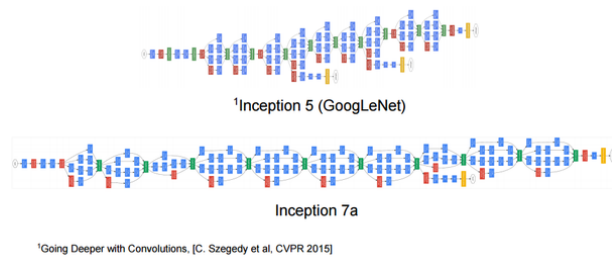 ¹Inception 5 (GoogLeNet)
Inception 7a
¹Going Deeper with Convolutions, [C. Szegedy et al, CVPR 2015]